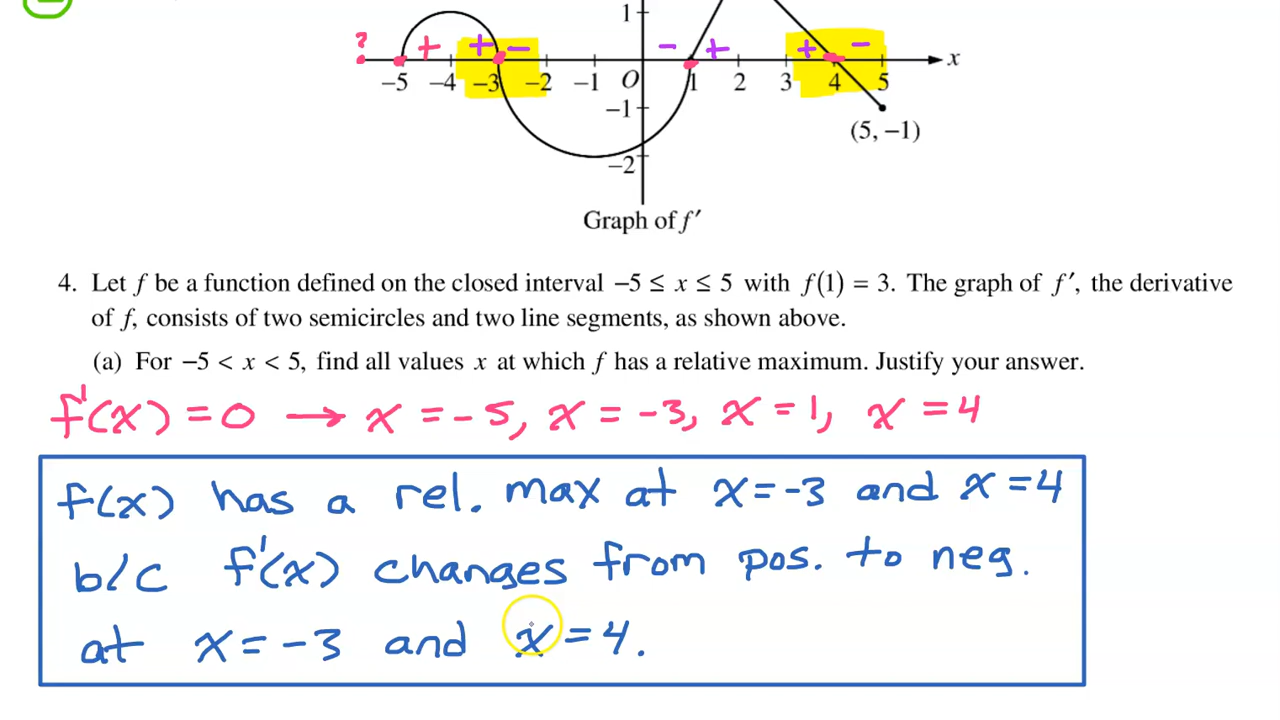 1
? + + − − + + −
x
−5 −4 −3 −2 −1 O 1 2 3 4 5
−1
(5, −1)
−2
Graph of f′
4. Let f be a function defined on the closed interval −5 ≤ x ≤ 5 with f(1) = 3. The graph of f′, the derivative
of f, consists of two semicircles and two line segments, as shown above.
(a) For −5 < x < 5, find all values x at which f has a relative maximum. Justify your answer.
f'(x) = 0 → x = -5, x = -3, x = 1, x = 4
f(x) has a rel. max at x = -3 and x = 4
b/c f'(x) changes from pos. to neg.
at x = -3 and x = 4.